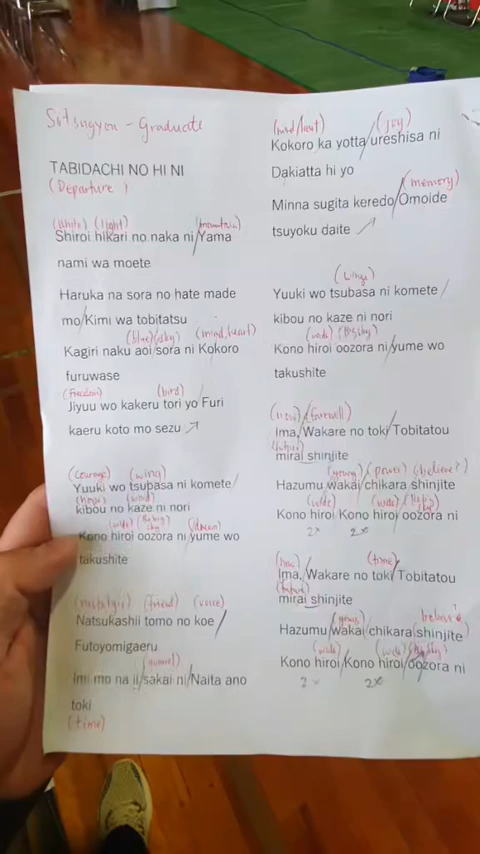 Sotsugyou - Graduate
TABIDACHI NO HI NI
(Departure)
(white) (light) (mountain)
Shiroi hikari no naka ni/Yama
nami wa moete
Haruka na sora no hate made
mo/Kimi wa tobitatsu
(blue) (sky) (mind, heart)
Kagiri naku aoi/sora ni Kokoro
furuwase
(Freedom) (bird)
Jiyuu wo kakeru tori yo/Furi
kaeru koto mo sezu
(courage) (wing)
Yuuki wo tsubasa ni komete/
(hope) (wind)
kibou no kaze ni nori
(wide) (Big sky) (dream)
Kono hiroi oozora ni/yume wo
takushite
(nostalgic) (friend) (voice)
Natsukashii tomo no koe/
Futoyomigaeru
Imi mo na ii/sakai ni/Naita ano
toki
(time)
(mind/heart) (joy)
Kokoro ka yotta/ureshisa ni
Dakiatta hi yo
(memory)
Minna sugita keredo/Omoide
tsuyoku daite
(wings)
Yuuki wo tsubasa ni komete/
kibou no kaze ni nori
(wide) (Big sky)
Kono hiroi oozora ni/yume wo
takushite
(now) (farewell)
Ima,/Wakare no toki/Tobitatou
(future)
mirai shinjite
(young) (power) (believe?)
Hazumu/wakai/chikara shinjite
(wide) (wide) (Big sky)
Kono hiroi/Kono hiroi/oozora ni
2x 2x
(now) (time)
Ima,/Wakare no toki/Tobitatou
(future)
mirai shinjite
(young)
Hazumu/wakai/chikara/shinjite
(wide) (wide) (Big sky)
Kono hiroi/Kono hiroi/oozora ni
2x 2x